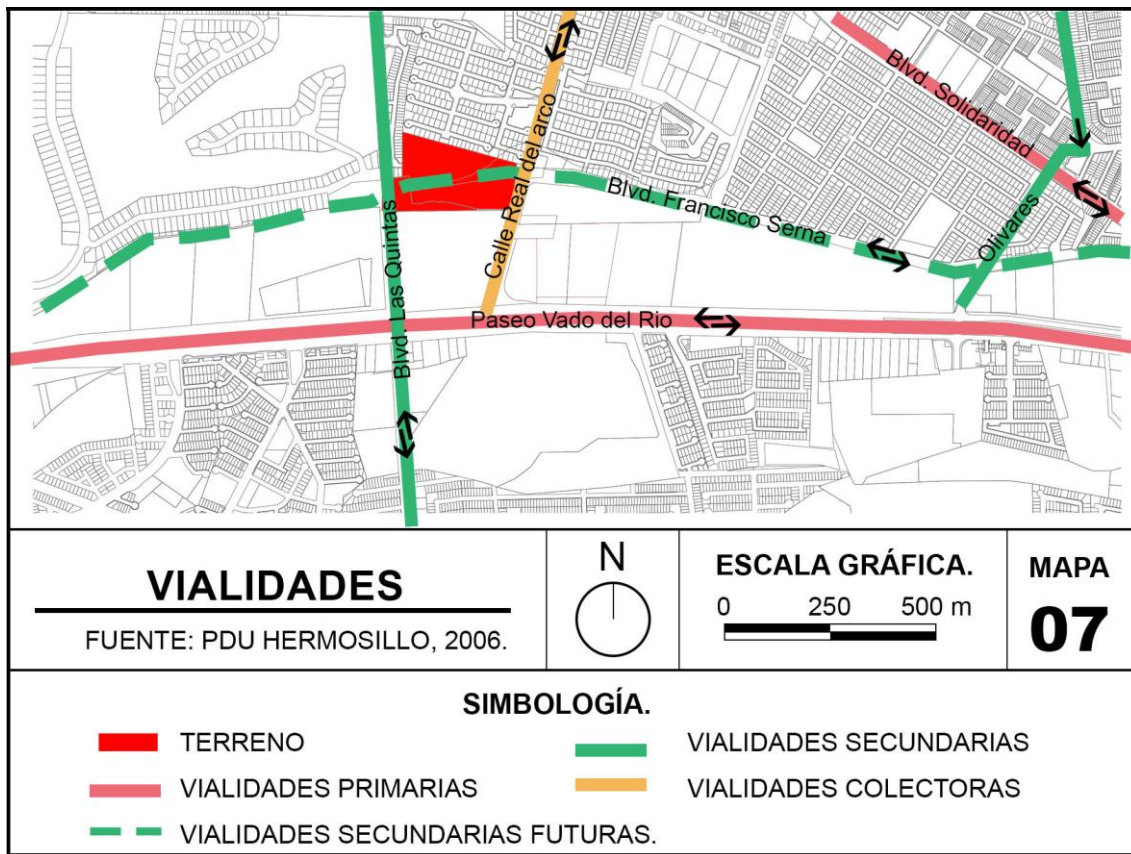 Blvd. Solidaridad
Blvd. Francisco Serna
Olivares
Calle Real del arco
Blvd. Las Quintas
Paseo Vado del Rio
VIALIDADES
FUENTE: PDU HERMOSILLO, 2006.
N
ESCALA GRÁFICA.
0 250 500 m
MAPA
07
SIMBOLOGÍA.
TERRENO
VIALIDADES SECUNDARIAS
VIALIDADES PRIMARIAS
VIALIDADES COLECTORAS
VIALIDADES SECUNDARIAS FUTURAS.